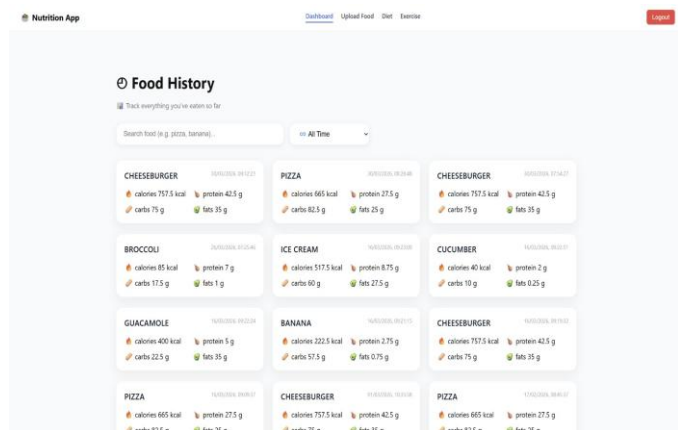 Nutrition App
Dashboard Upload Food Diet Exercise
Logout
Food History
Track everything you've eaten so far
Search food (e.g. pizza, banana)...
All Time
CHEESEBURGER
calories 757.5 kcal protein 42.5 g
carbs 75 g fats 35 g
PIZZA
calories 665 kcal protein 27.5 g
carbs 82.5 g fats 25 g
CHEESEBURGER
calories 757.5 kcal protein 42.5 g
carbs 75 g fats 35 g
BROCCOLI
calories 85 kcal protein 7 g
carbs 17.5 g fats 1 g
ICE CREAM
calories 517.5 kcal protein 8.75 g
carbs 60 g fats 27.5 g
CUCUMBER
calories 40 kcal protein 2 g
carbs 10 g fats 0.25 g
GUACAMOLE
calories 400 kcal protein 5 g
carbs 22.5 g fats 35 g
BANANA
calories 222.5 kcal protein 2.75 g
carbs 57.5 g fats 0.75 g
CHEESEBURGER
calories 757.5 kcal protein 42.5 g
carbs 75 g fats 35 g
PIZZA
calories 665 kcal protein 27.5 g
CHEESEBURGER
calories 757.5 kcal protein 42.5 g
PIZZA
calories 665 kcal protein 27.5 g